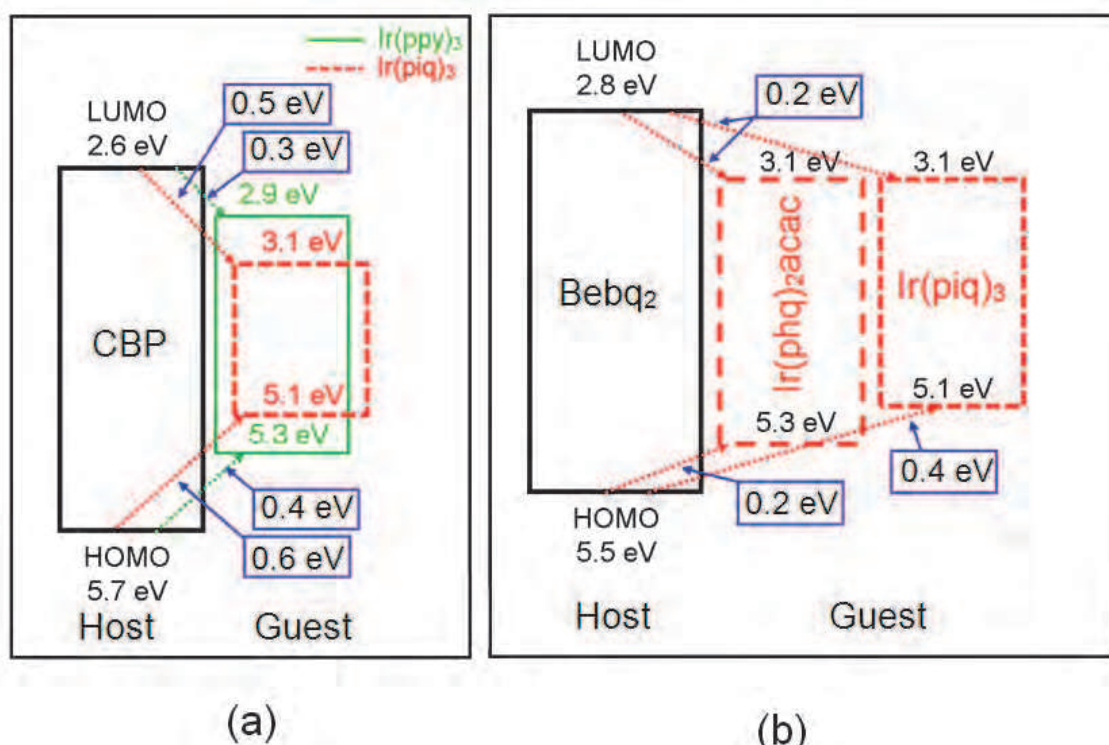 Ir(ppy)₃
Ir(piq)₃
LUMO
2.6 eV
0.5 eV
0.3 eV
2.9 eV
3.1 eV
CBP
5.1 eV
5.3 eV
0.4 eV
0.6 eV
HOMO
5.7 eV
Host
Guest
(a)
LUMO
2.8 eV
0.2 eV
3.1 eV
3.1 eV
Bebq₂
Ir(phq)₂acac
Ir(piq)₃
5.3 eV
5.1 eV
0.2 eV
0.4 eV
HOMO
5.5 eV
Host
Guest
(b)